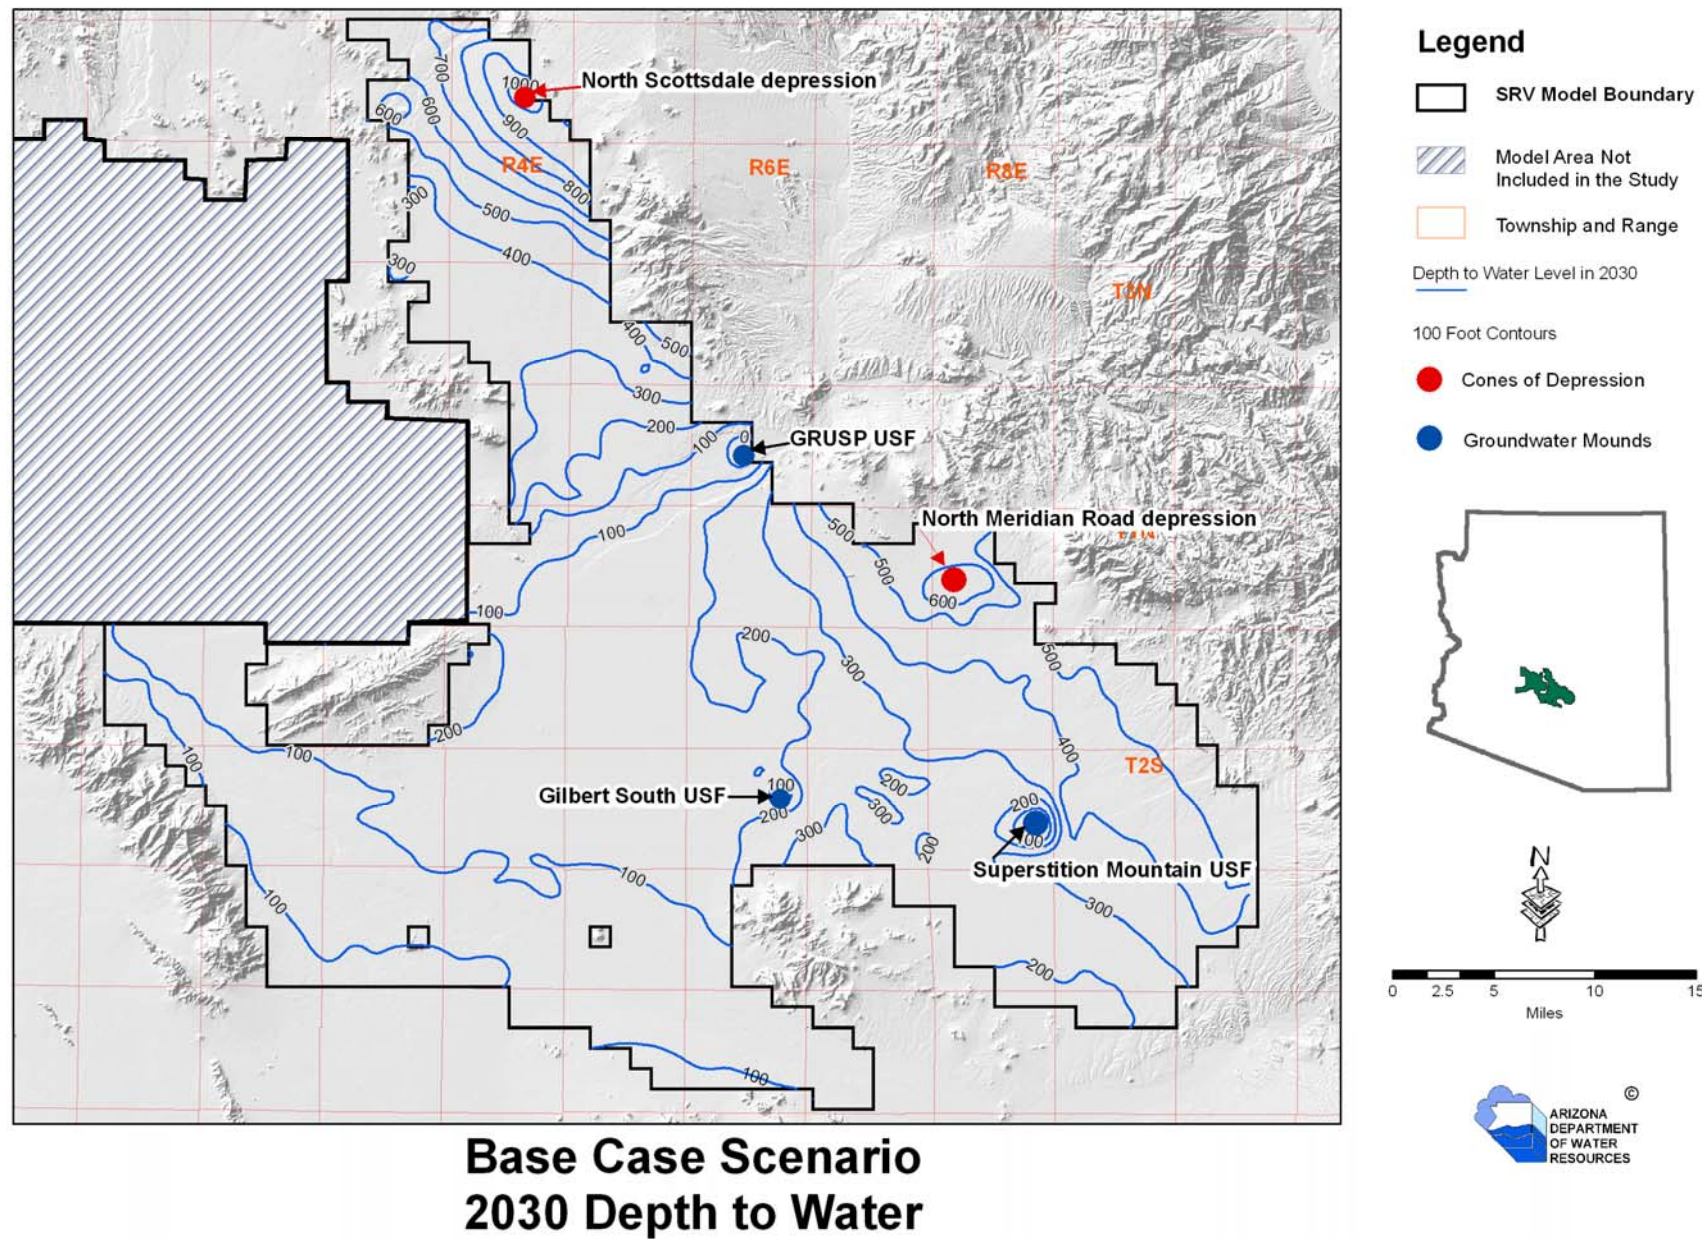 North Scottsdale depression
700
1000
600
600
900
R4E
R6E
R8E
800
300
500
400
300
T3N
400
500
300
200
100
0
GRUSP USF
North Meridian Road depression
500
100
500
600
100
200
300
500
200
100
100
400
T2S
Gilbert South USF
100
200
200
300
300
200
200
100
Superstition Mountain USF
100
100
300
200
100
Base Case Scenario
2030 Depth to Water
Legend
SRV Model Boundary
Model Area Not
Included in the Study
Township and Range
Depth to Water Level in 2030
100 Foot Contours
Cones of Depression
Groundwater Mounds
N
0 2.5 5 10 15
Miles
©
ARIZONA
DEPARTMENT
OF WATER
RESOURCES